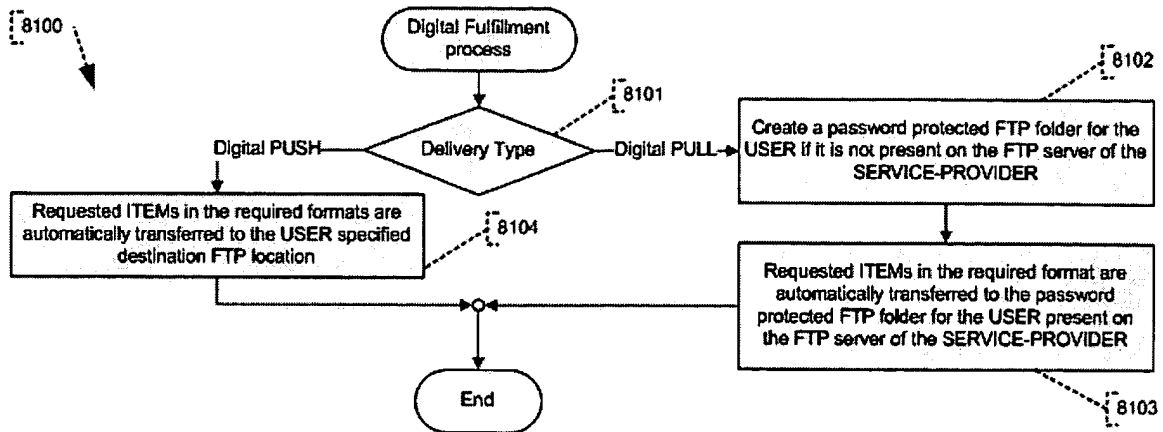 8100
Digital Fulfillment
process
8101
8102
Digital PUSH
Delivery Type
Digital PULL
Create a password protected FTP folder for the
USER if it is not present on the FTP server of the
SERVICE-PROVIDER
Requested ITEMs in the required formats are
automatically transferred to the USER specified
destination FTP location
8104
Requested ITEMs in the required format are
automatically transferred to the password
protected FTP folder for the USER present on
the FTP server of the SERVICE-PROVIDER
End
8103